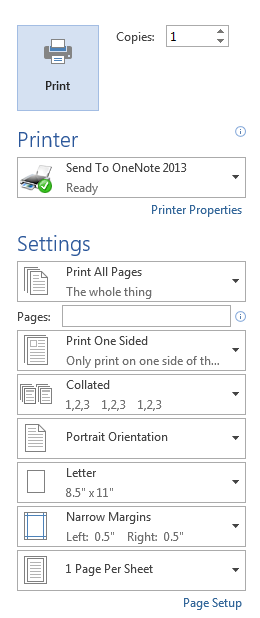 Copies: 1
Print
Printer
Send To OneNote 2013
Ready
Printer Properties
Settings
Print All Pages
The whole thing
Pages:
Print One Sided
Only print on one side of th...
Collated
1,2,3 1,2,3 1,2,3
Portrait Orientation
Letter
8.5" x 11"
Narrow Margins
Left: 0.5" Right: 0.5"
1 Page Per Sheet
Page Setup